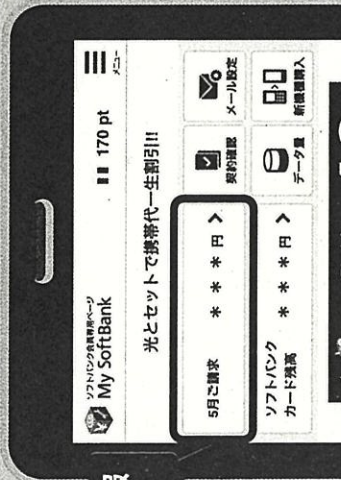 ソフトバンク会員専用ページ
My SoftBank
170 pt
メニュー
光とセットで携帯代一生割引!!
5月ご請求 ＊＊＊円 >
契約確認
メール設定
ソフトバンク
カード残高 ＊＊＊円 >
データ量
新機種購入